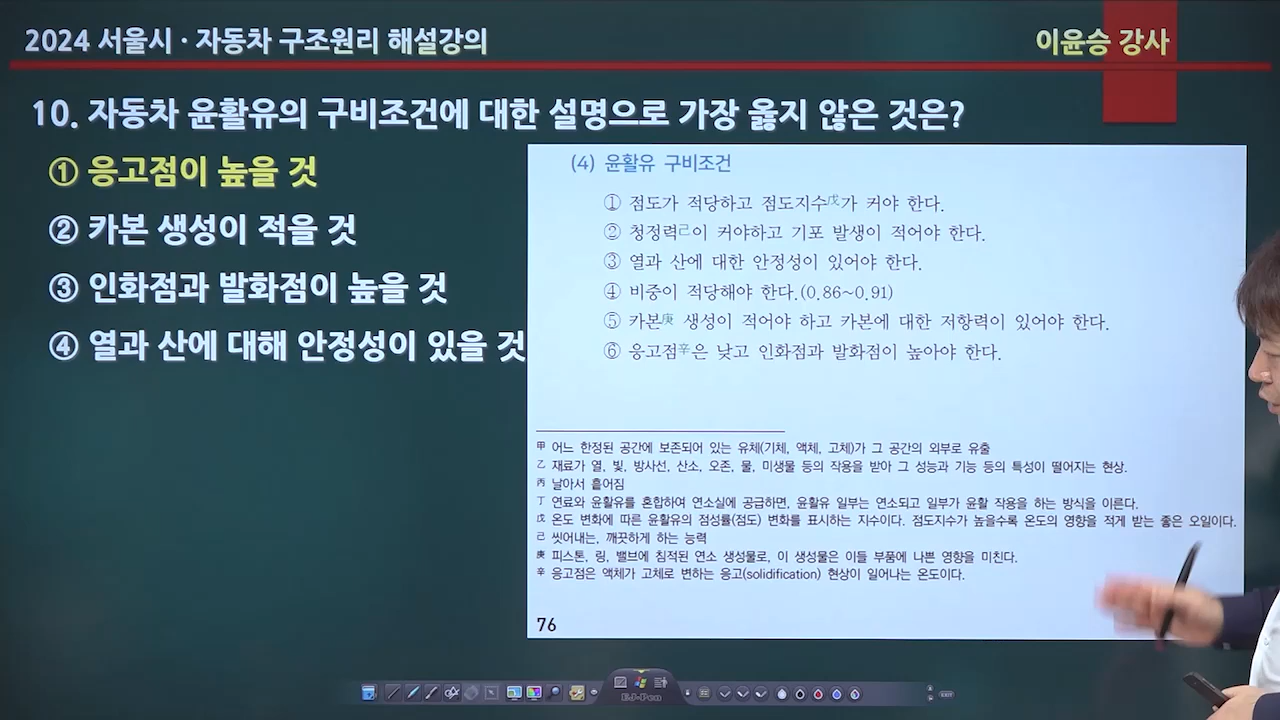 2024 서울시 · 자동차 구조원리 해설강의
이윤승 강사
10. 자동차 윤활유의 구비조건에 대한 설명으로 가장 옳지 않은 것은?
① 응고점이 높을 것
② 카본 생성이 적을 것
③ 인화점과 발화점이 높을 것
④ 열과 산에 대해 안정성이 있을 것
(4) 윤활유 구비조건
① 점도가 적당하고 점도지수戊가 커야 한다.
② 청정력己이 커야하고 기포 발생이 적어야 한다.
③ 열과 산에 대한 안정성이 있어야 한다.
④ 비중이 적당해야 한다.(0.86~0.91)
⑤ 카본庚 생성이 적어야 하고 카본에 대한 저항력이 있어야 한다.
⑥ 응고점辛은 낮고 인화점과 발화점이 높아야 한다.
甲 어느 한정된 공간에 보존되어 있는 유체(기체, 액체, 고체)가 그 공간의 외부로 유출
乙 재료가 열, 빛, 방사선, 산소, 오존, 물, 미생물 등의 작용을 받아 그 성능과 기능 등의 특성이 떨어지는 현상.
丙 날아서 흩어짐
丁 연료와 윤활유를 혼합하여 연소실에 공급하면, 윤활유 일부는 연소되고 일부가 윤활 작용을 하는 방식을 이른다.
戊 온도 변화에 따른 윤활유의 점성률(점도) 변화를 표시하는 지수이다. 점도지수가 높을수록 온도의 영향을 적게 받는 좋은 오일이다.
己 씻어내는, 깨끗하게 하는 능력
庚 피스톤, 링, 밸브에 침적된 연소 생성물로, 이 생성물은 이들 부품에 나쁜 영향을 미친다.
辛 응고점은 액체가 고체로 변하는 응고(solidification) 현상이 일어나는 온도이다.
76
EJ-Pen
EXIT